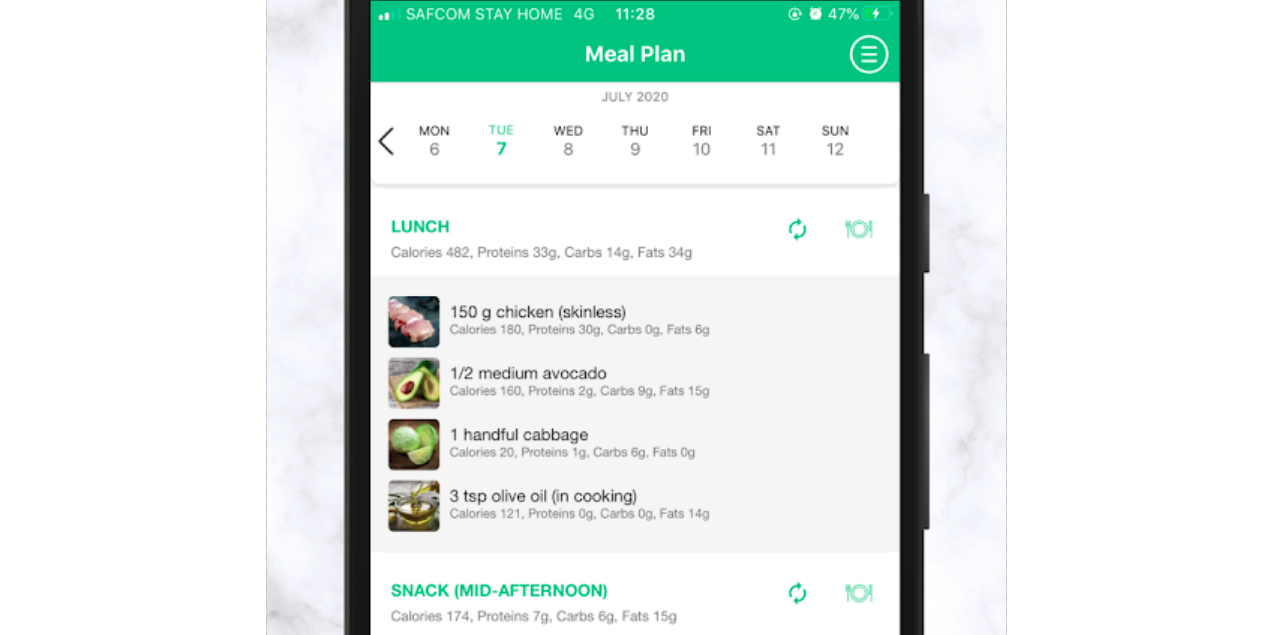 SAFCOM STAY HOME 4G 11:28 47%
Meal Plan
JULY 2020
MON TUE WED THU FRI SAT SUN
6 7 8 9 10 11 12
LUNCH
Calories 482, Proteins 33g, Carbs 14g, Fats 34g
150 g chicken (skinless)
Calories 180, Proteins 30g, Carbs 0g, Fats 6g
1/2 medium avocado
Calories 160, Proteins 2g, Carbs 9g, Fats 15g
1 handful cabbage
Calories 20, Proteins 1g, Carbs 6g, Fats 0g
3 tsp olive oil (in cooking)
Calories 121, Proteins 0g, Carbs 0g, Fats 14g
SNACK (MID-AFTERNOON)
Calories 174, Proteins 7g, Carbs 6g, Fats 15g